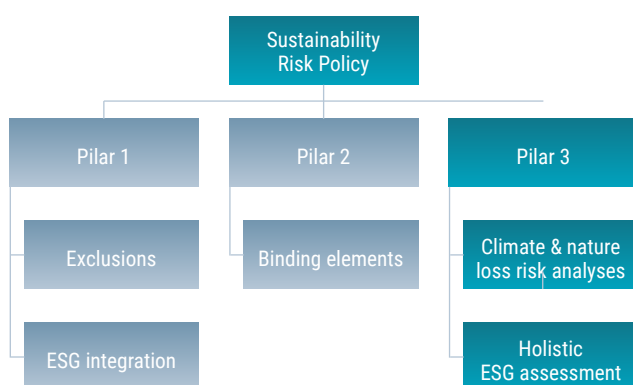 Sustainability
Risk Policy
Pilar 1
Pilar 2
Pilar 3
Exclusions
Binding elements
Climate & nature
loss risk analyses
ESG integration
Holistic
ESG assessment